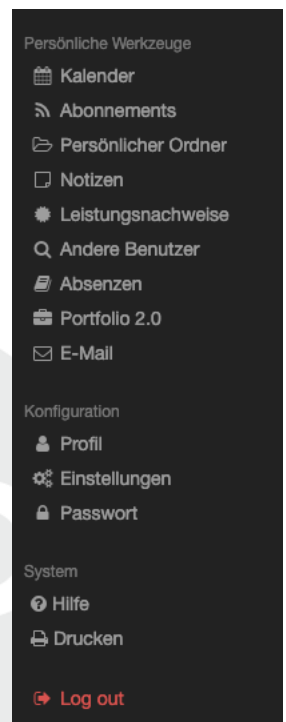 Persönliche Werkzeuge
Kalender
Abonnements
Persönlicher Ordner
Notizen
Leistungsnachweise
Andere Benutzer
Absenzen
Portfolio 2.0
E-Mail
Konfiguration
Profil
Einstellungen
Passwort
System
Hilfe
Drucken
Log out